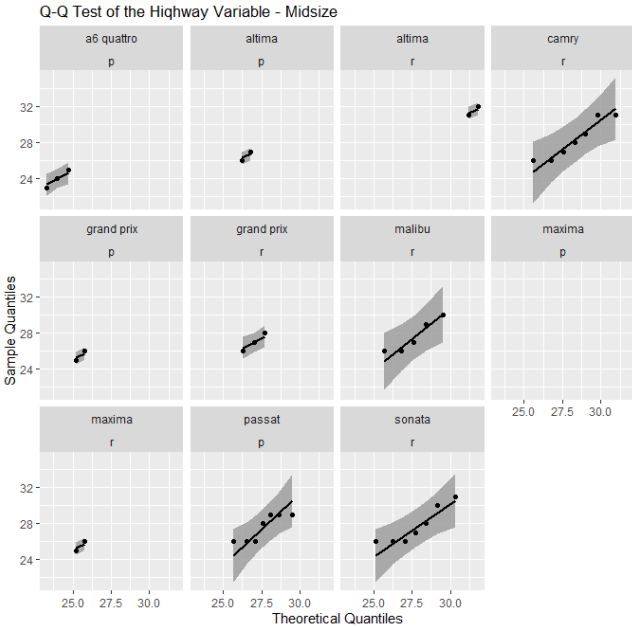 Q-Q Test of the Highway Variable - Midsize
a6 quattro altima altima camry
p p r r
32
28
24
grand prix grand prix malibu maxima
p r r p
32
28
24
25.0 27.5 30.0
maxima passat sonata
r p r
32
28
24
25.0 27.5 30.0 25.0 27.5 30.0 25.0 27.5 30.0
Sample Quantiles
Theoretical Quantiles